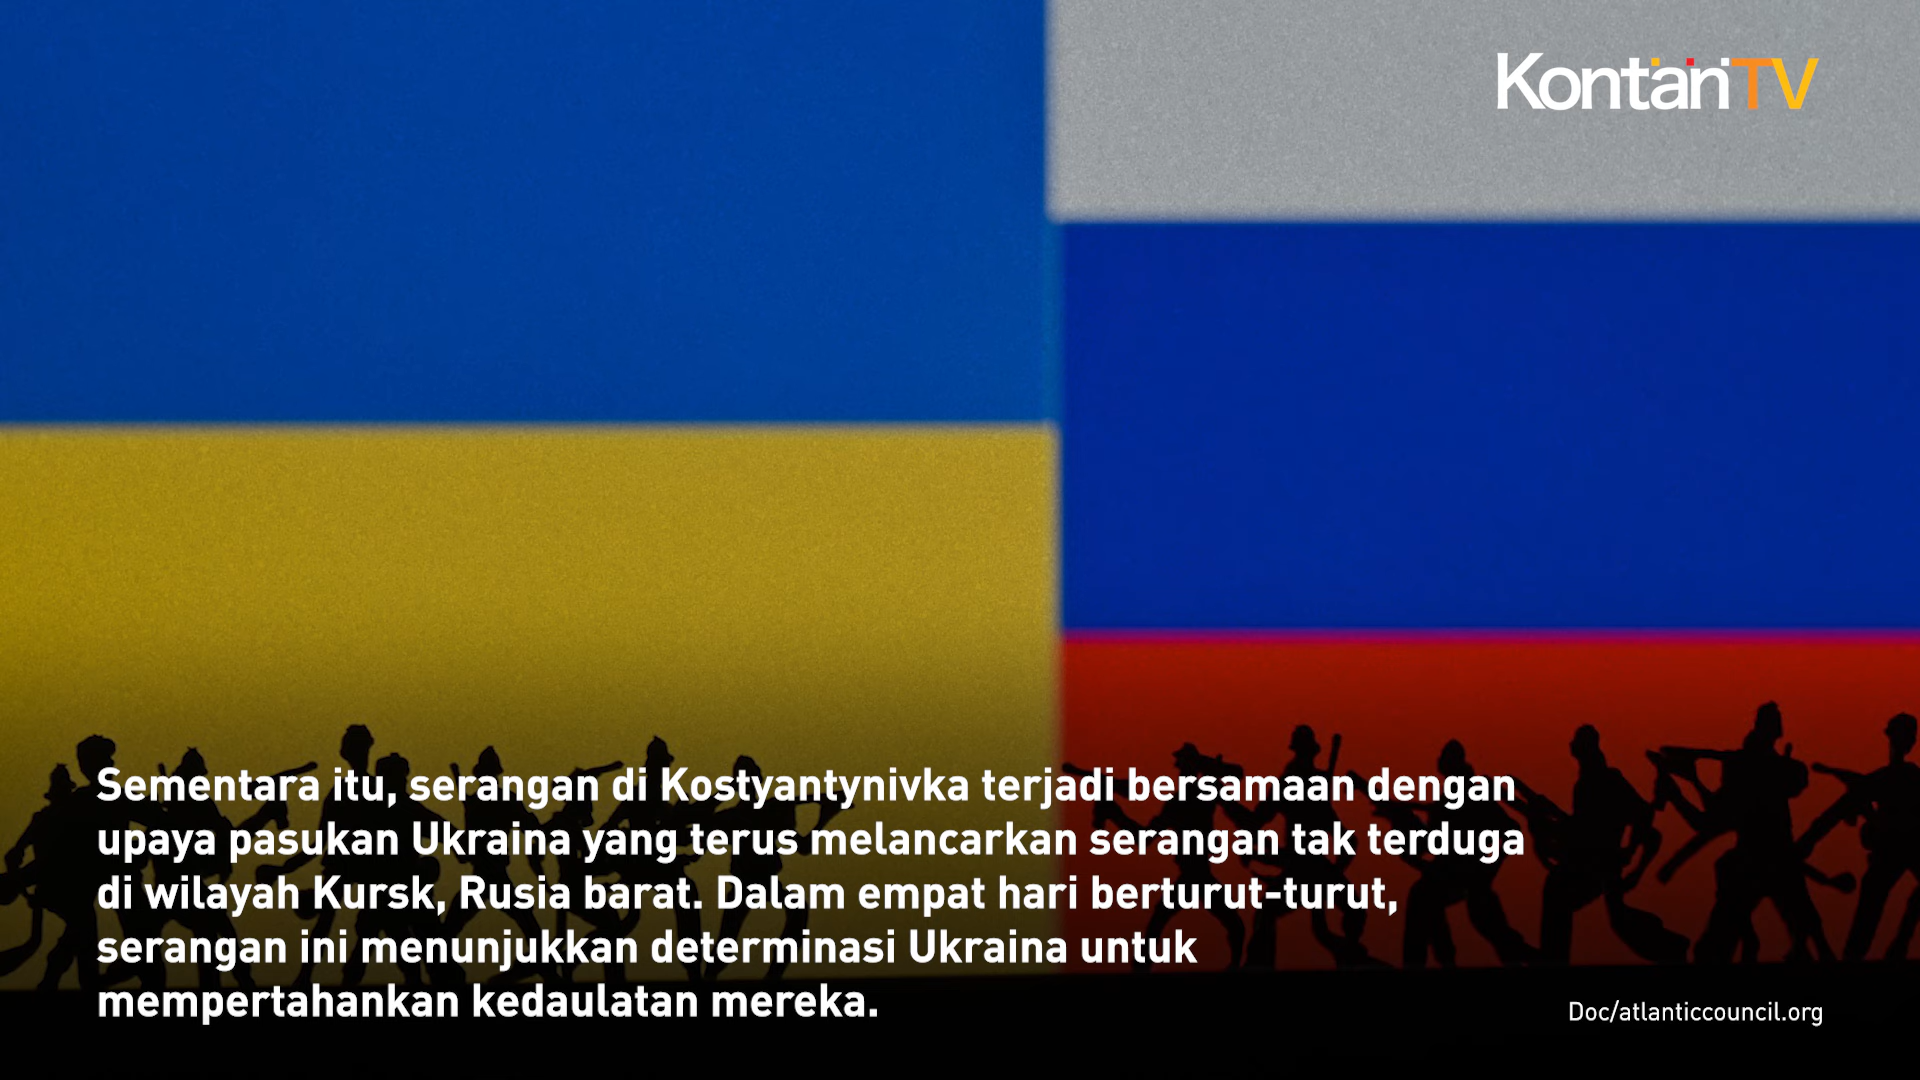 KontanTV
Sementara itu, serangan di Kostyantynivka terjadi bersamaan dengan
upaya pasukan Ukraina yang terus melancarkan serangan tak terduga
di wilayah Kursk, Rusia barat. Dalam empat hari berturut-turut,
serangan ini menunjukkan determinasi Ukraina untuk
mempertahankan kedaulatan mereka.
Doc/atlanticcouncil.org